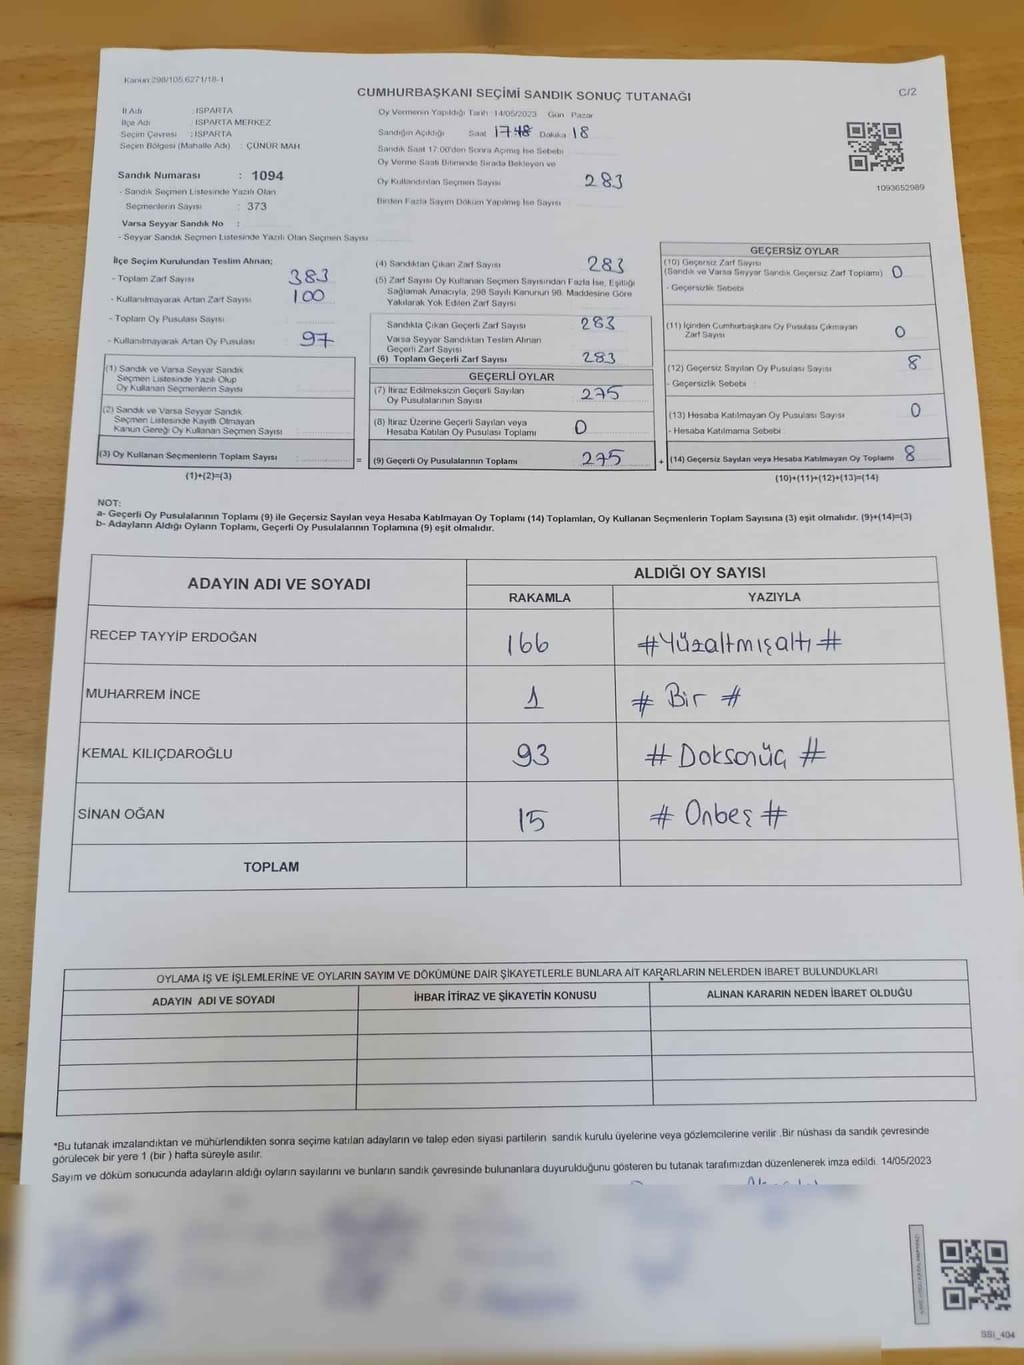 Kanun 298/105.6271/18-1
CUMHURBAŞKANI SEÇİMİ SANDIK SONUÇ TUTANAĞI
C/2
İl Adı : ISPARTA
İlçe Adı : ISPARTA MERKEZ
Seçim Çevresi : ISPARTA
Seçim Bölgesi (Mahalle Adı) : ÇÜNÜR MAH.
Oy Vermenin Yapıldığı Tarih : 14/05/2023 Gün Pazar
Sandığın Açıldığı Saat 17:48 Dakika 18
Sandık Saat 17:00'den Sonra Açımış İse Sebebi
Oy Verme Saati Bitiminde Sırada Bekleyen ve
Oy Kullandırılan Seçmen Sayısı 283
Birden Fazla Sayım Döküm Yapılmış İse Sayısı
1093652989
Sandık Numarası : 1094
- Sandık Seçmen Listesinde Yazılı Olan
Seçmenlerin Sayısı : 373
Varsa Seyyar Sandık No :
- Seyyar Sandık Seçmen Listesinde Yazılı Olan Seçmen Sayısı
İlçe Seçim Kurulundan Teslim Alınan;
- Toplam Zarf Sayısı 383
- Kullanılmayarak Artan Zarf Sayısı 100
- Toplam Oy Pusulası Sayısı
- Kullanılmayarak Artan Oy Pusulası 97
(1) Sandık ve Varsa Seyyar Sandık
Seçmen Listesinde Yazılı Olup
Oy Kullanan Seçmenlerin Sayısı
(2) Sandık ve Varsa Seyyar Sandık
Seçmen Listesinde Kayıtlı Olmayan
Kanun Gereği Oy Kullanan Seçmen Sayısı
(3) Oy Kullanan Seçmenlerin Toplam Sayısı
=
(1)+(2)=(3)
(4) Sandıktan Çıkan Zarf Sayısı 283
(5) Zarf Sayısı Oy Kullanan Seçmen Sayısından Fazla İse, Eşitliği
Sağlamak Amacıyla, 298 Sayılı Kanunun 98. Maddesine Göre
Yakılarak Yok Edilen Zarf Sayısı
Sandıkta Çıkan Geçerli Zarf Sayısı 283
Varsa Seyyar Sandıktan Teslim Alınan
Geçerli Zarf Sayısı
(6) Toplam Geçerli Zarf Sayısı 283
GEÇERLİ OYLAR
(7) İtiraz Edilmeksizin Geçerli Sayılan
Oy Pusulalarının Sayısı 275
(8) İtiraz Üzerine Geçerli Sayılan veya
Hesaba Katılan Oy Pusulası Toplamı 0
(9) Geçerli Oy Pusulalarının Toplamı 275
+
GEÇERSİZ OYLAR
(10) Geçersiz Zarf Sayısı
(Sandık ve Varsa Seyyar Sandık Geçersiz Zarf Toplamı) 0
- Geçersizlik Sebebi
(11) İçinden Cumhurbaşkanı Oy Pusulası Çıkmayan
Zarf Sayısı 0
(12) Geçersiz Sayılan Oy Pusulası Sayısı 8
- Geçersizlik Sebebi
(13) Hesaba Katılmayan Oy Pusulası Sayısı 0
- Hesaba Katılmama Sebebi
(14) Geçersiz Sayılan veya Hesaba Katılmayan Oy Toplamı 8
(10)+(11)+(12)+(13)=(14)
NOT:
a- Geçerli Oy Pusulalarının Toplamı (9) ile Geçersiz Sayılan veya Hesaba Katılmayan Oy Toplamı (14) Toplamları, Oy Kullanan Seçmenlerin Toplam Sayısına (3) eşit olmalıdır. (9)+(14)=(3)
b- Adayların Aldığı Oyların Toplamı, Geçerli Oy Pusulalarının Toplamına (9) eşit olmalıdır.
ADAYIN ADI VE SOYADI
ALDIĞI OY SAYISI
RAKAMLA YAZIYLA
RECEP TAYYİP ERDOĞAN 166 #Yüzaltmışaltı#
MUHARREM İNCE 1 # Bir #
KEMAL KILIÇDAROĞLU 93 # Doksanüç #
SİNAN OĞAN 15 # Onbeş #
TOPLAM
OYLAMA İŞ VE İŞLEMLERİNE VE OYLARIN SAYIM VE DÖKÜMÜNE DAİR ŞİKAYETLERLE BUNLARA AİT KARARLARIN NELERDEN İBARET BULUNDUKLARI
ADAYIN ADI VE SOYADI İHBAR İTİRAZ VE ŞİKAYETİN KONUSU ALINAN KARARIN NEDEN İBARET OLDUĞU
*Bu tutanak imzalandıktan ve mühürlendikten sonra seçime katılan adayların ve talep eden siyasi partilerin sandık kurulu üyelerine veya gözlemcilerine verilir .Bir nüshası da sandık çevresinde
görülecek bir yere 1 (bir ) hafta süreyle asılır.
Sayım ve döküm sonucunda adayların aldığı oyların sayılarını ve bunların sandık çevresinde bulunanlara duyurulduğunu gösteren bu tutanak tarafımızdan düzenlenerek imza edildi. 14/05/2023
SSI_404